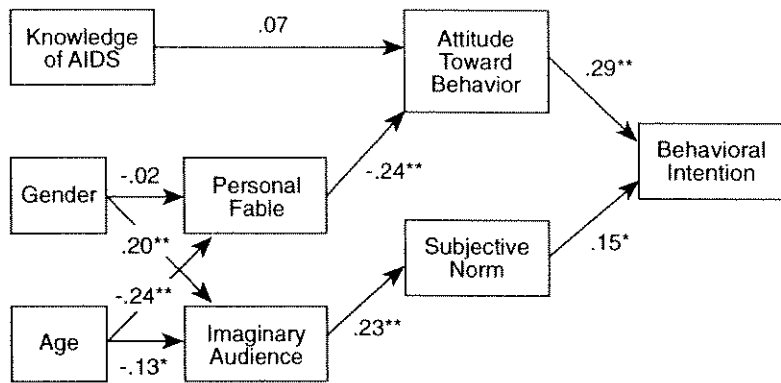 Knowledge
of AIDS
.07
Attitude
Toward
Behavior
.29**
Behavioral
Intention
Gender
-.02
Personal
Fable
-.24**
.20**
-.24**
Subjective
Norm
.15*
Age
-.13*
Imaginary
Audience
.23**